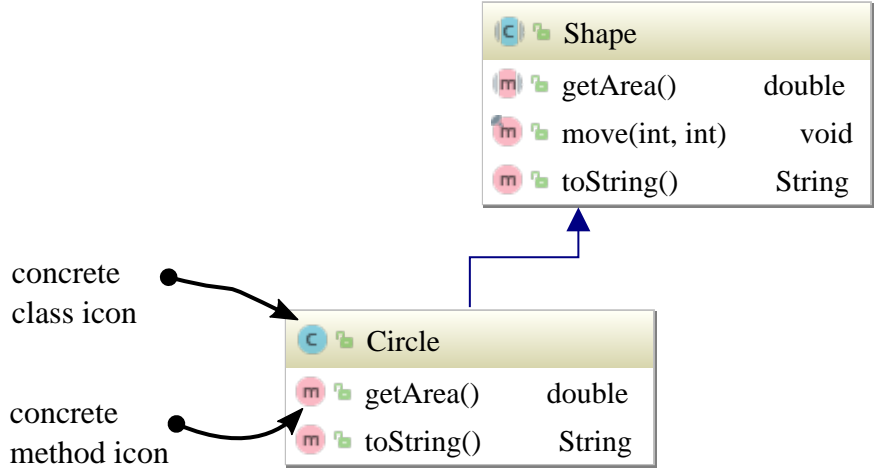 C Shape
m getArea() double
m move(int, int) void
m toString() String
concrete
class icon
C Circle
m getArea() double
concrete
method icon
m toString() String